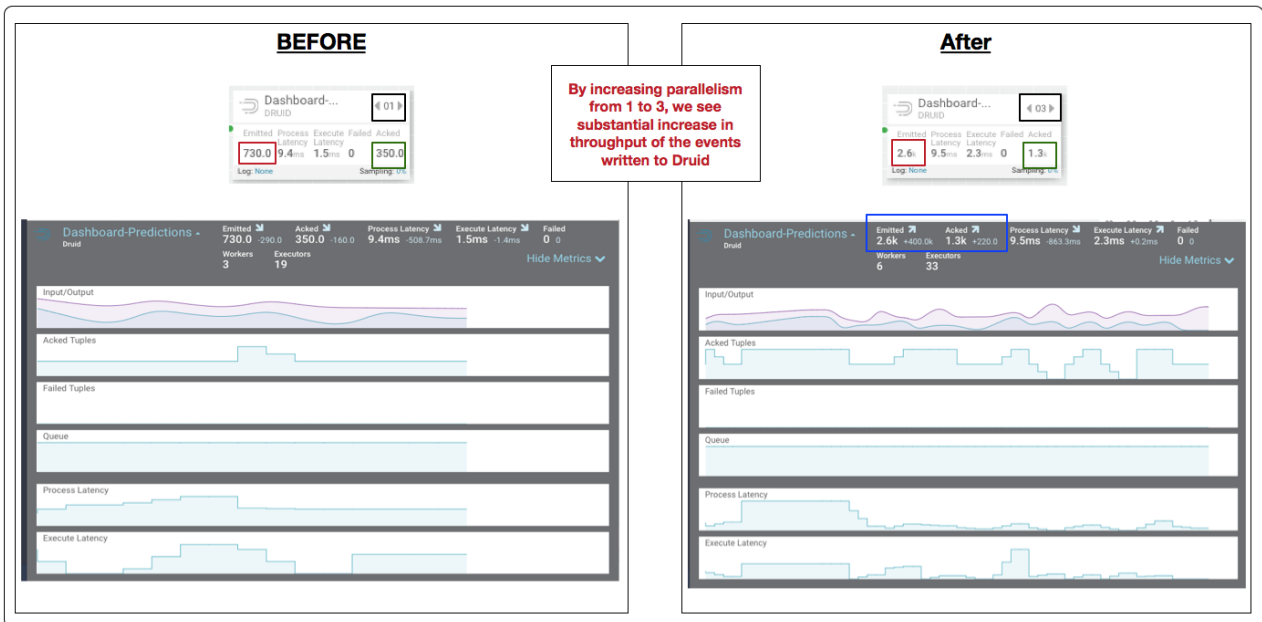 BEFORE
Dashboard-...
DRUID
01
Emitted Process Latency Execute Latency Failed Acked
730.0 9.4ms 1.5ms 0 350.0
Log: None Sampling: 0%
By increasing parallelism
from 1 to 3, we see
substantial increase in
throughput of the events
written to Druid
After
Dashboard-...
DRUID
03
Emitted Process Latency Execute Latency Failed Acked
2.6k 9.5ms 2.3ms 0 1.3k
Log: None Sampling: 0%
Dashboard-Predictions
Druid
Emitted Acked Process Latency Execute Latency Failed
730.0 -290.0 350.0 -160.0 9.4ms -508.7ms 1.5ms -1.4ms 0 0
Workers Executors
3 19
Hide Metrics
Input/Output
Acked Tuples
Failed Tuples
Queue
Process Latency
Execute Latency
Dashboard-Predictions
Druid
Emitted Acked Process Latency Execute Latency Failed
2.6k +400.0k 1.3k +220.0 9.5ms -863.3ms 2.3ms +0.2ms 0 0
Workers Executors
6 33
Hide Metrics
Input/Output
Acked Tuples
Failed Tuples
Queue
Process Latency
Execute Latency